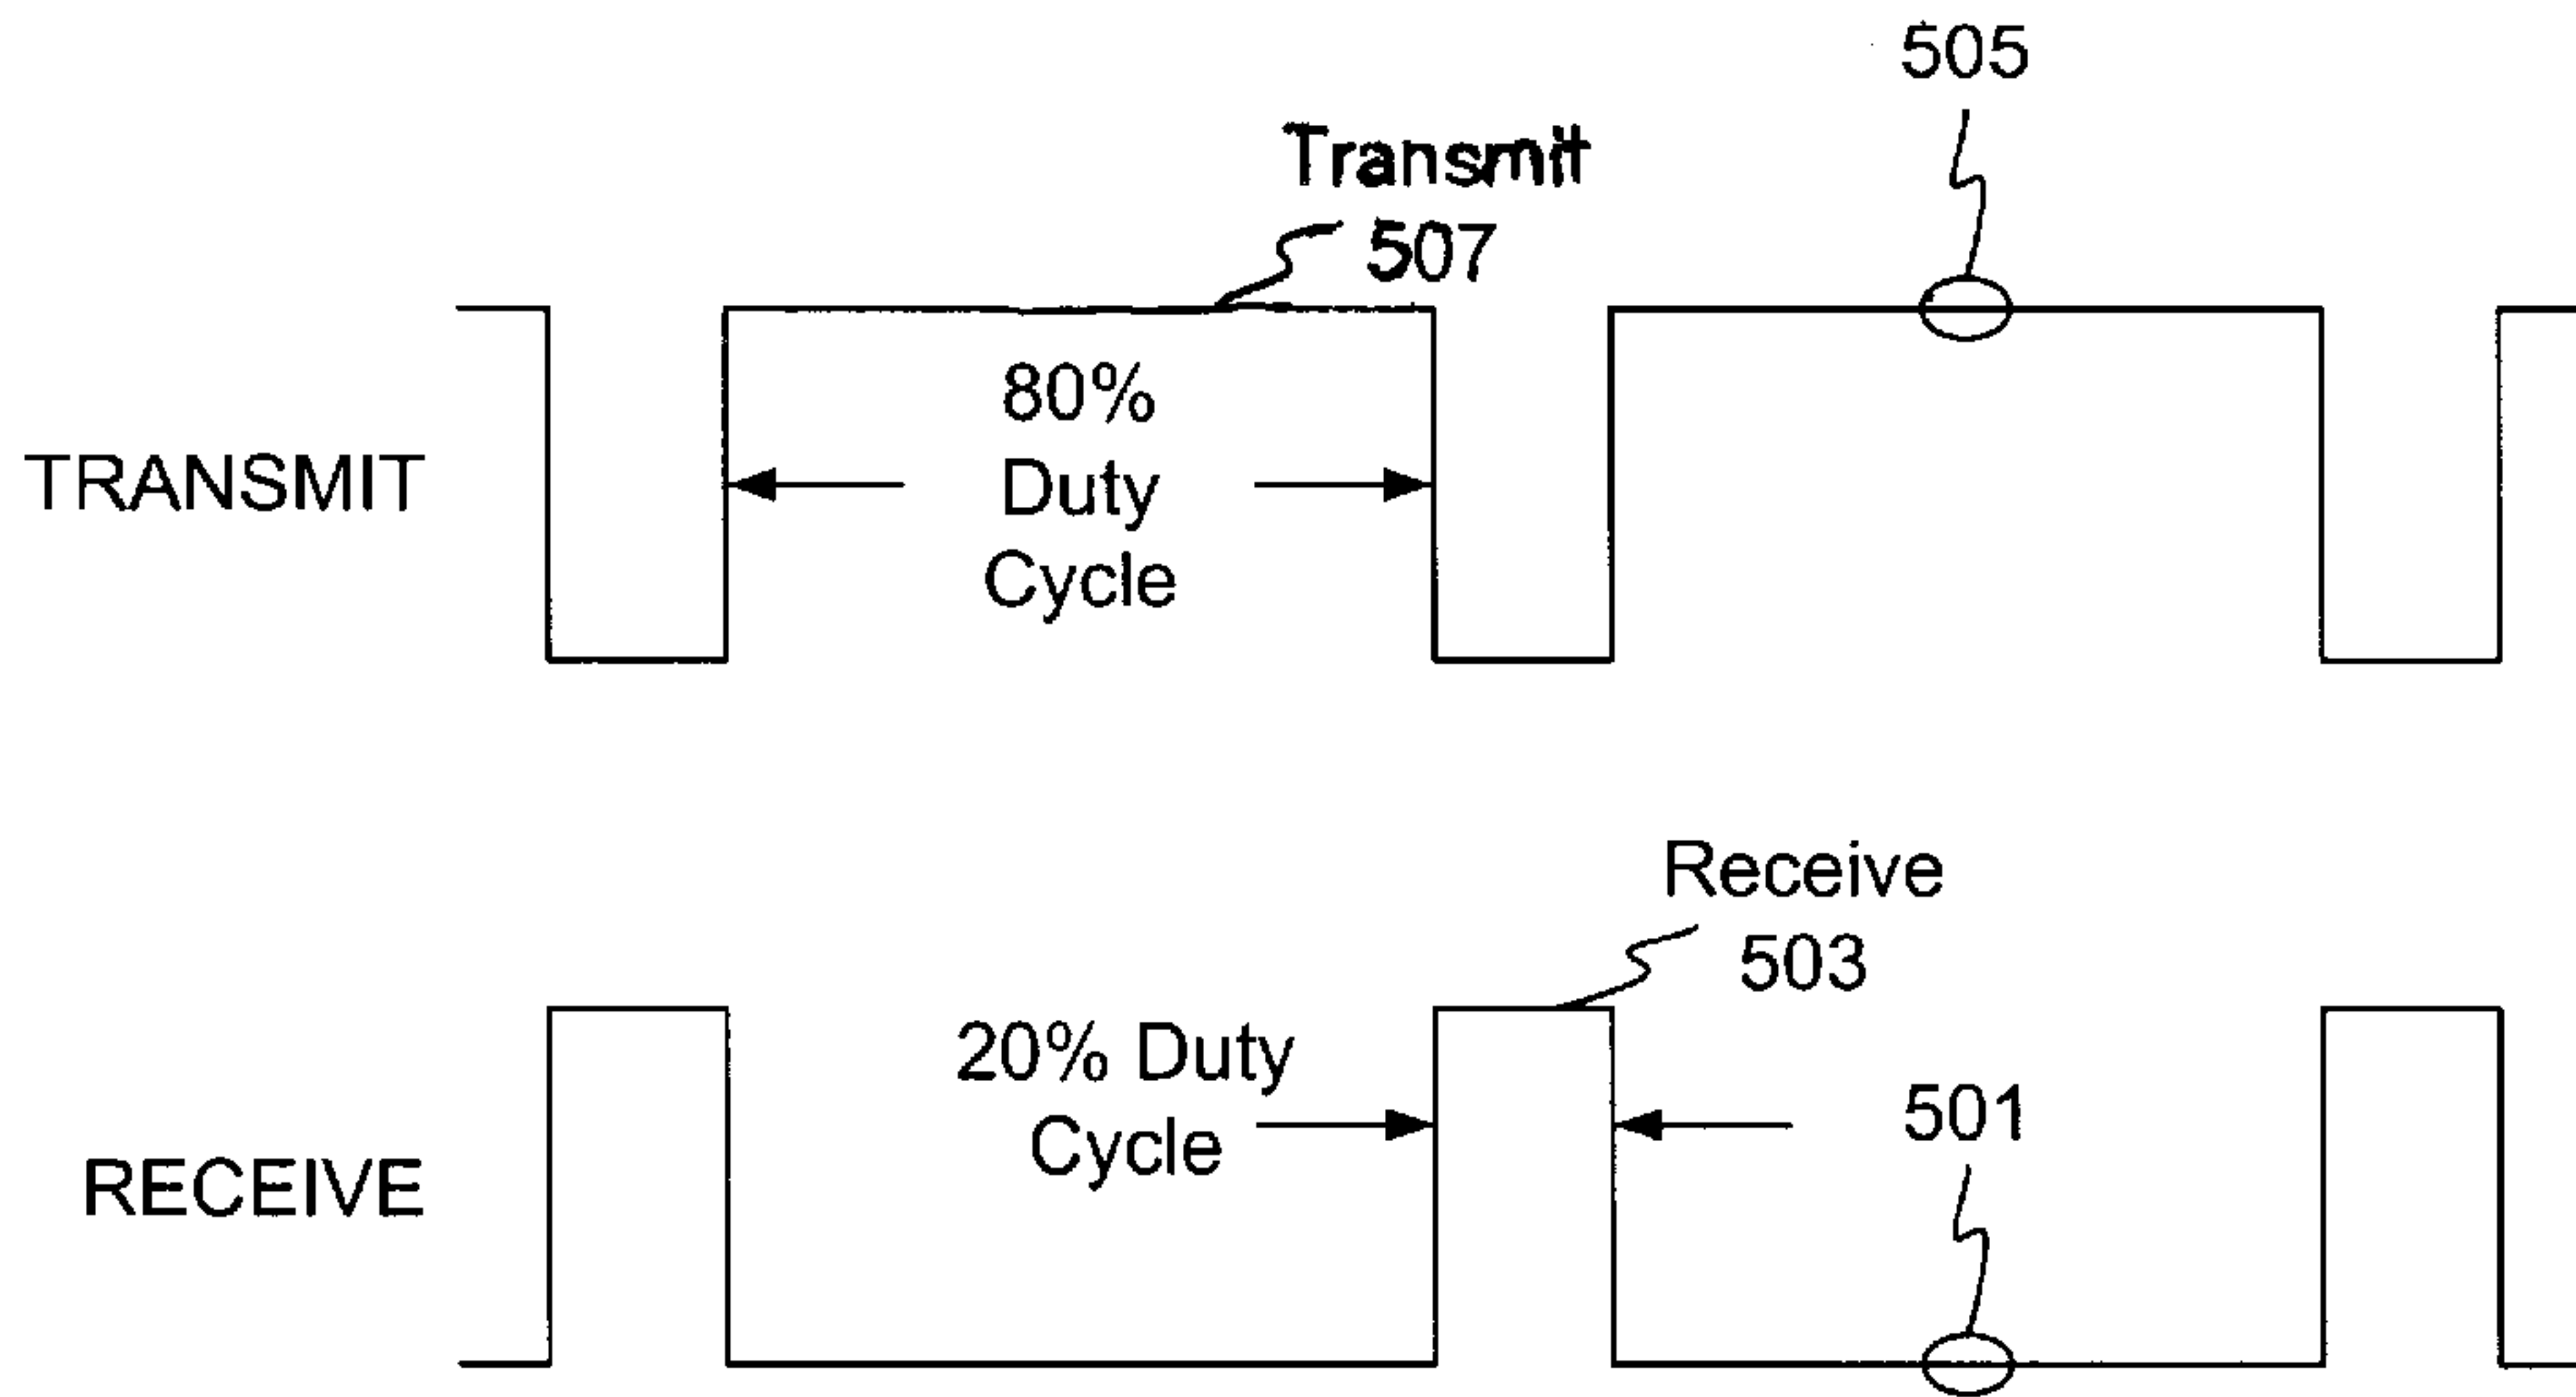 505
Transmit
507
80%
Duty
Cycle
TRANSMIT
Receive
503
20% Duty
Cycle
501
RECEIVE